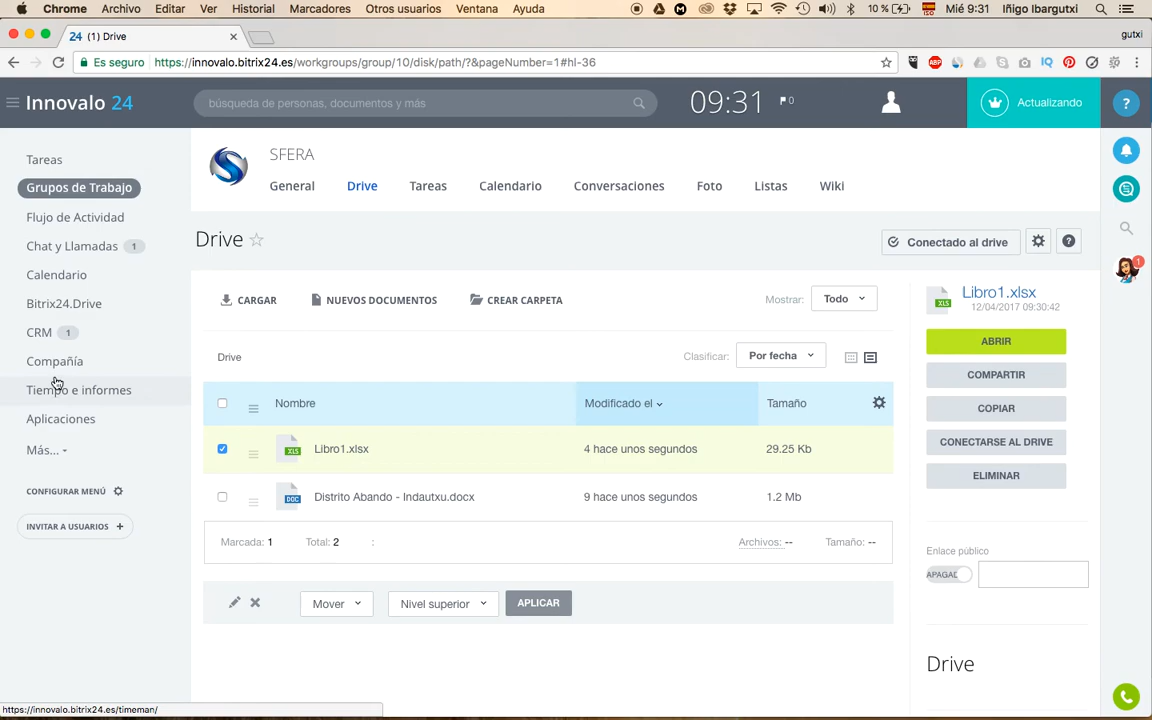 Chrome Archivo Editar Ver Historial Marcadores Otros usuarios Ventana Ayuda 10 % Mié 9:31 Iñigo Ibargutxi
24 (1) Drive gutxi
Es seguro https://innovalo.bitrix24.es/workgroups/group/10/disk/path/?&pageNumber=1#hl-36
Innovalo 24 búsqueda de personas, documentos y más 09:31 0 Actualizando ?
Tareas
Grupos de Trabajo
Flujo de Actividad
Chat y Llamadas 1
Calendario
Bitrix24.Drive
CRM 1
Compañía
Tiempo e informes
Aplicaciones
Más...
CONFIGURAR MENÚ
INVITAR A USUARIOS +
SFERA
General Drive Tareas Calendario Conversaciones Foto Listas Wiki
Drive Conectado al drive ?
CARGAR NUEVOS DOCUMENTOS CREAR CARPETA Mostrar: Todo
Drive Clasificar: Por fecha
Nombre Modificado el Tamaño
XLS Libro1.xlsx 4 hace unos segundos 29.25 Kb
DOC Distrito Abando - Indautxu.docx 9 hace unos segundos 1.2 Mb
Marcada: 1 Total: 2 : Archivos: -- Tamaño: --
Mover Nivel superior APLICAR
XLS Libro1.xlsx
12/04/2017 09:30:42
ABRIR
COMPARTIR
COPIAR
CONECTARSE AL DRIVE
ELIMINAR
Enlace público
APAGAD
Drive
1
https://innovalo.bitrix24.es/timeman/